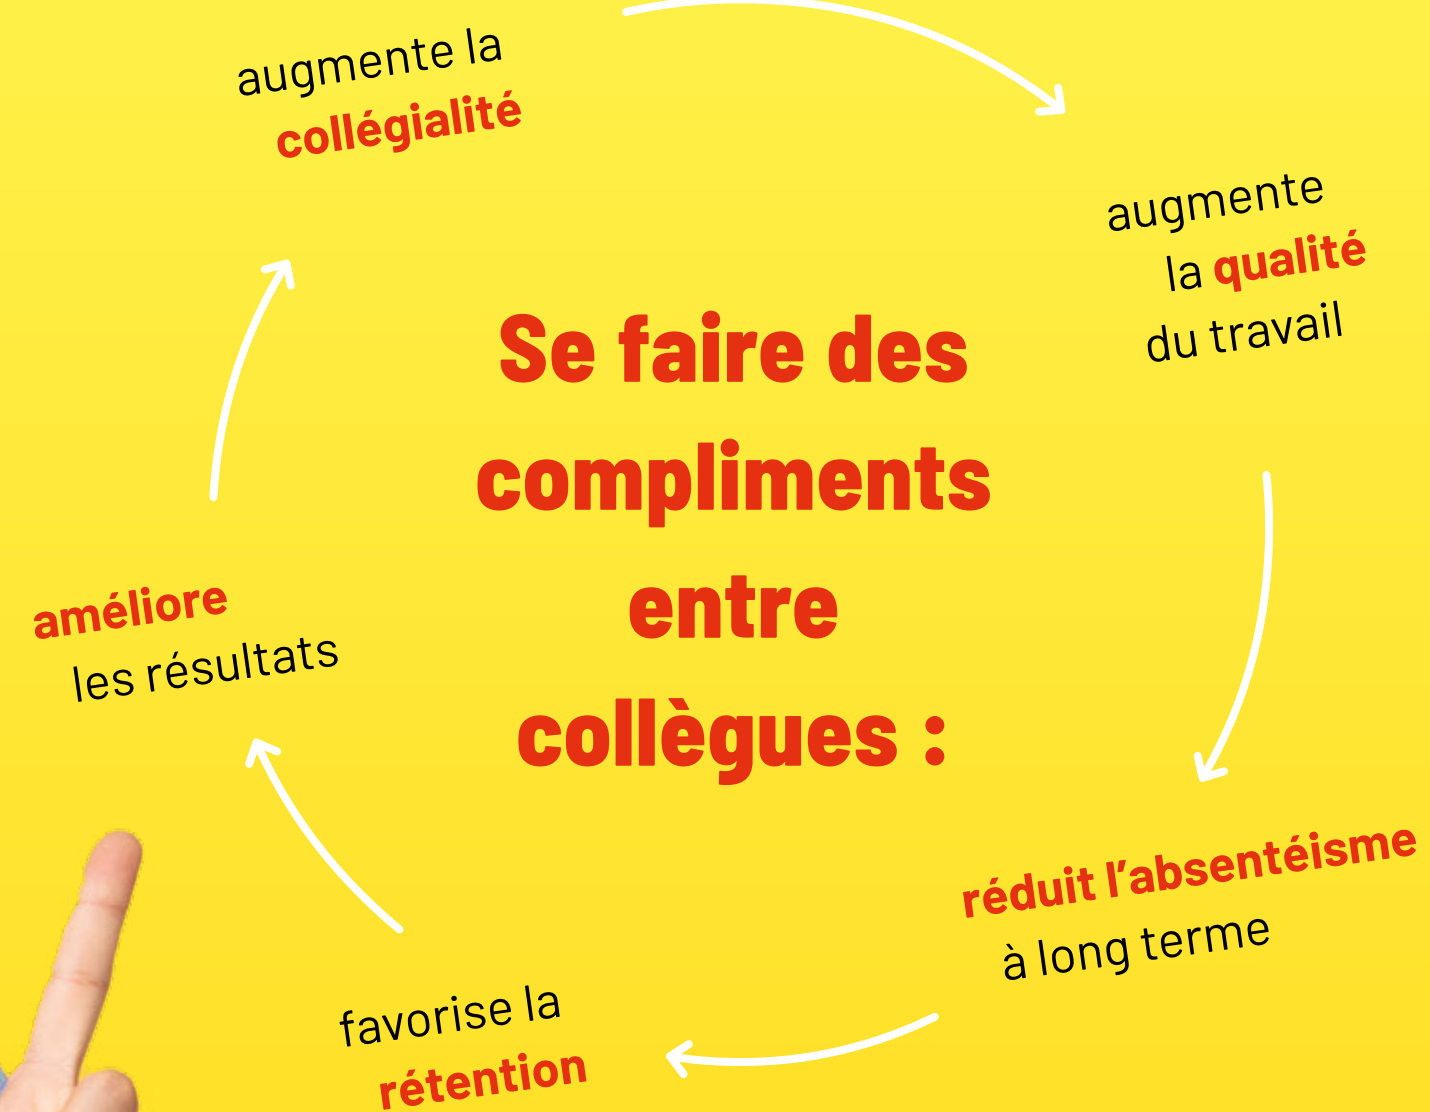 augmente la
collégialité
augmente
la qualité
du travail
Se faire des
compliments
entre
collègues :
améliore
les résultats
réduit l’absentéisme
à long terme
favorise la
rétention